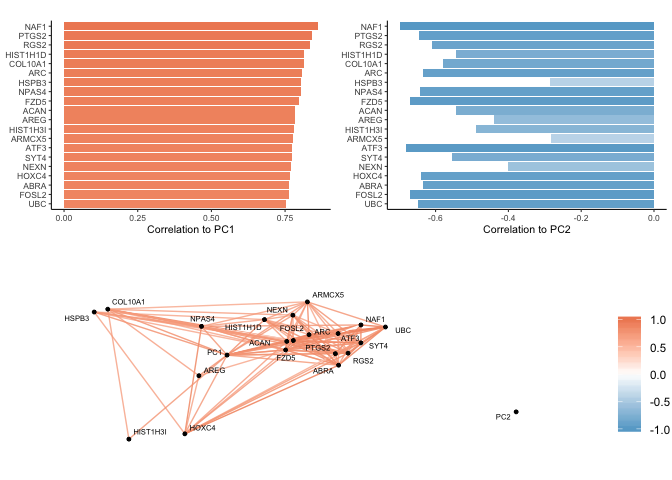 NAF1
PTGS2
RGS2
HIST1H1D
COL10A1
ARC
HSPB3
NPAS4
FZD5
ACAN
AREG
HIST1H3I
ARMCX5
ATF3
SYT4
NEXN
HOXC4
ABRA
FOSL2
UBC
0.00 0.25 0.50 0.75
Correlation to PC1
NAF1
PTGS2
RGS2
HIST1H1D
COL10A1
ARC
HSPB3
NPAS4
FZD5
ACAN
AREG
HIST1H3I
ARMCX5
ATF3
SYT4
NEXN
HOXC4
ABRA
FOSL2
UBC
-0.6 -0.4 -0.2 0.0
Correlation to PC2
ARMCX5
COL10A1
HSPB3
NEXN
NPAS4
NAF1
HIST1H1D
FOSL2
ARC
UBC
ATF3
ACAN
SYT4
PTGS2
PC1
FZD5
RGS2
AREG
ABRA
PC2
HIST1H3I
HOXC4
1.0
0.5
0.0
-0.5
-1.0